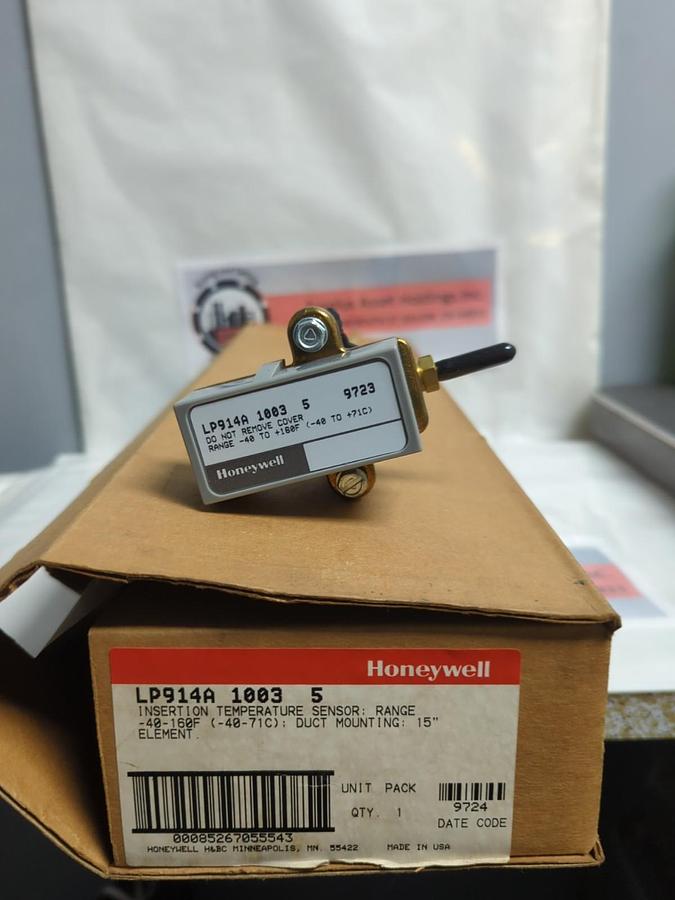 LP914A 1003 5 9723
DO NOT REMOVE COVER
RANGE -40 TO +160F (-40 TO +71C)
Honeywell
Honeywell
LP914A 1003 5
INSERTION TEMPERATURE SENSOR: RANGE
-40-160F (-40-71C): DUCT MOUNTING: 15"
ELEMENT.
UNIT PACK
QTY. 1
9724
DATE CODE
00085267055543
HONEYWELL H&BC MINNEAPOLIS, MN. 55422 MADE IN USA